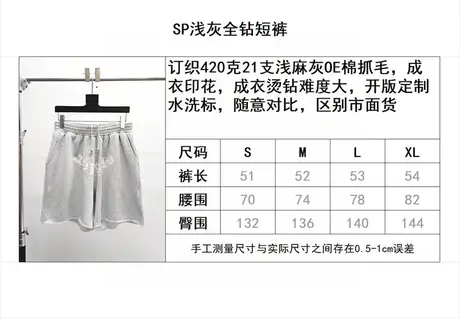 SP浅灰全钻短裤
订织420克21支浅麻灰OE棉抓毛，成
衣印花，成衣烫钻难度大，开版定制
水洗标，随意对比，区别市面货
尺码 S M L XL
裤长 51 52 53 54
腰围 70 74 78 82
臀围 132 136 140 144
手工测量尺寸与实际尺寸之间存在0.5-1cm误差